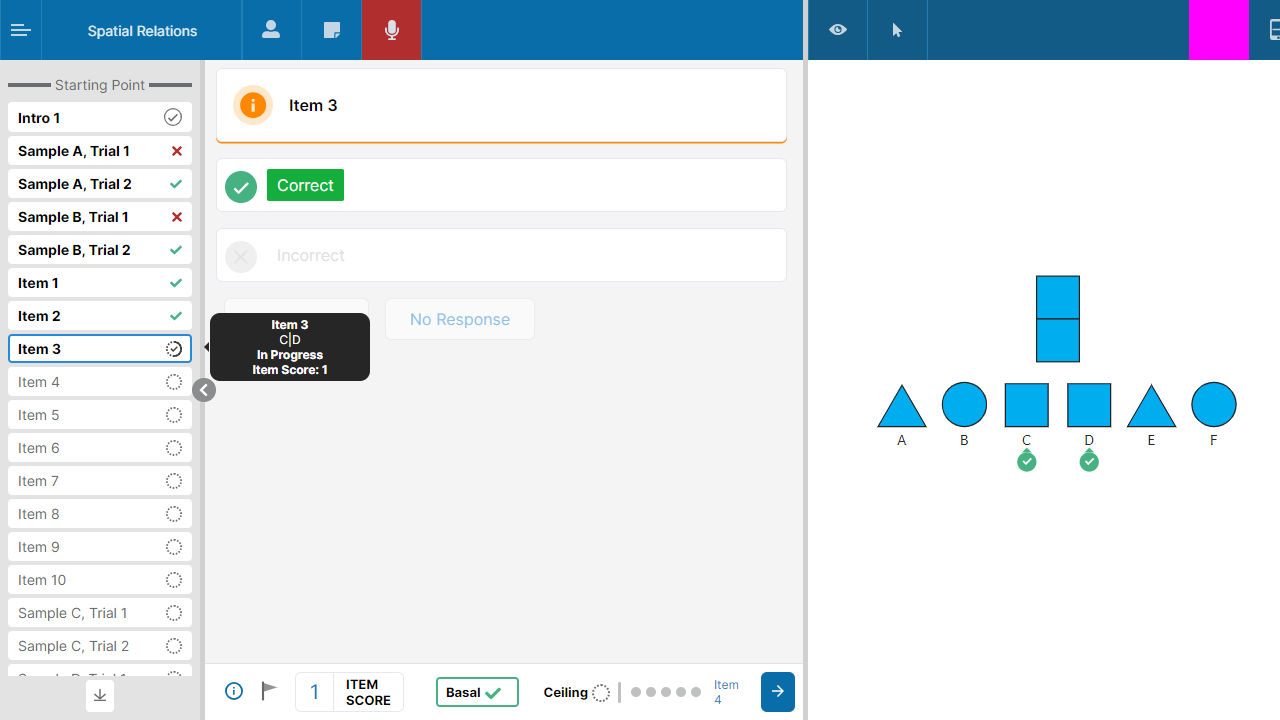 Spatial Relations
Starting Point
Intro 1
Sample A, Trial 1
Sample A, Trial 2
Sample B, Trial 1
Sample B, Trial 2
Item 1
Item 2
Item 3
Item 4
Item 5
Item 6
Item 7
Item 8
Item 9
Item 10
Sample C, Trial 1
Sample C, Trial 2
Item 3
Correct
Incorrect
No Response
Item 3
C|D
In Progress
Item Score: 1
1 ITEM SCORE
Basal
Ceiling
Item 4
A B C D E F